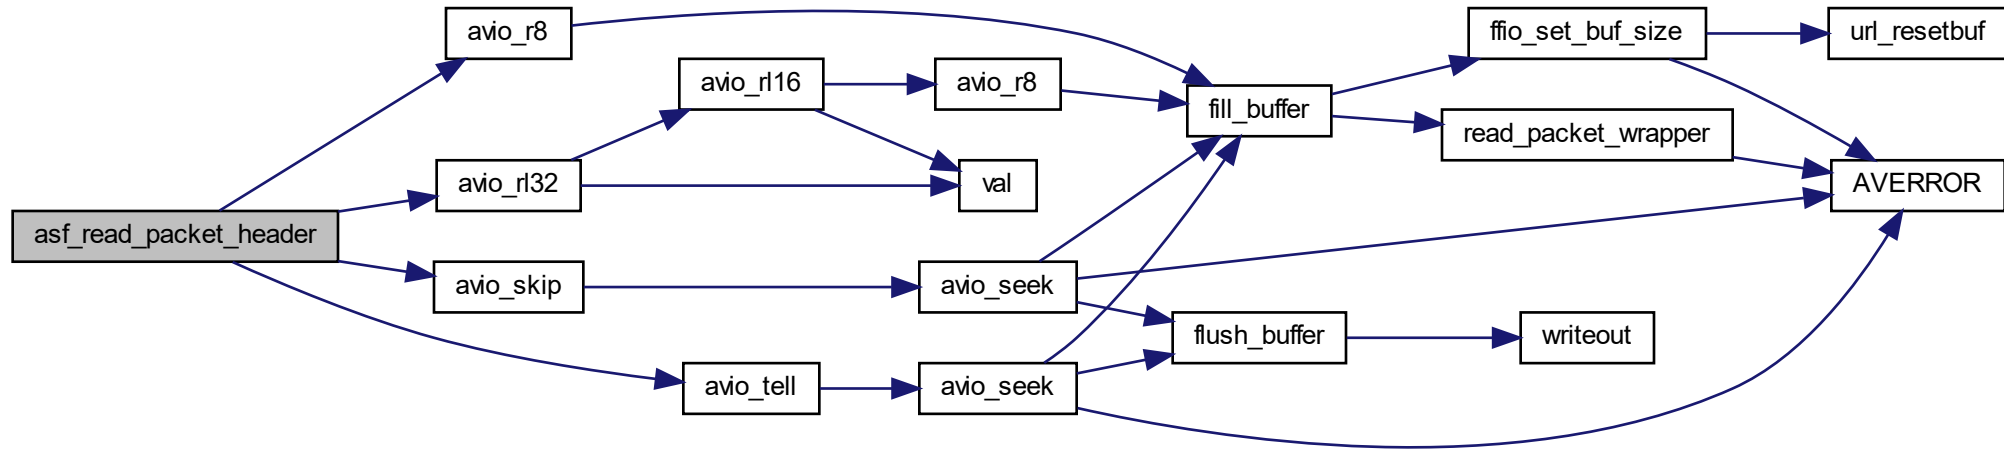 asf_read_packet_header
avio_r8
avio_rl32
avio_skip
avio_tell
avio_rl16
avio_r8
val
avio_seek
avio_seek
fill_buffer
flush_buffer
ffio_set_buf_size
read_packet_wrapper
writeout
url_resetbuf
AVERROR